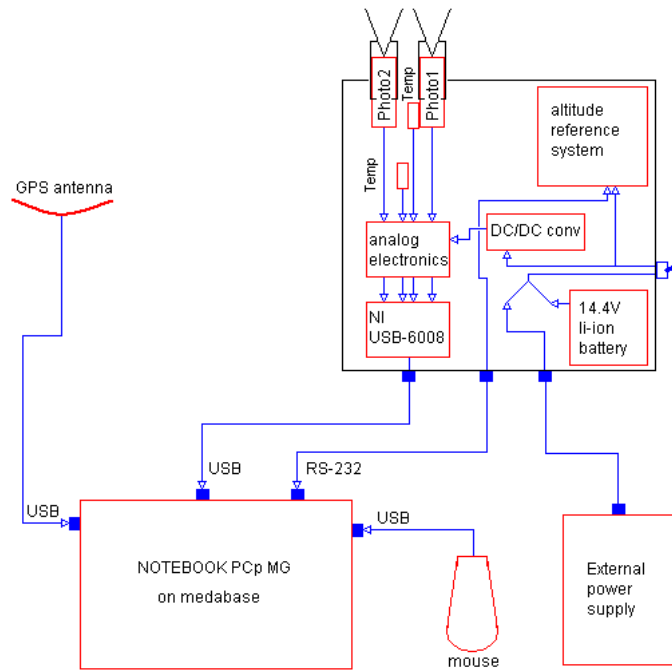 Photo2
Temp
Photo1
altitude
reference
system
Temp
GPS antenna
DC/DC conv
analog
electronics
NI
USB-6008
14.4V
li-ion
battery
USB
RS-232
USB
USB
NOTEBOOK PCp MG
on medabase
External
power
supply
mouse